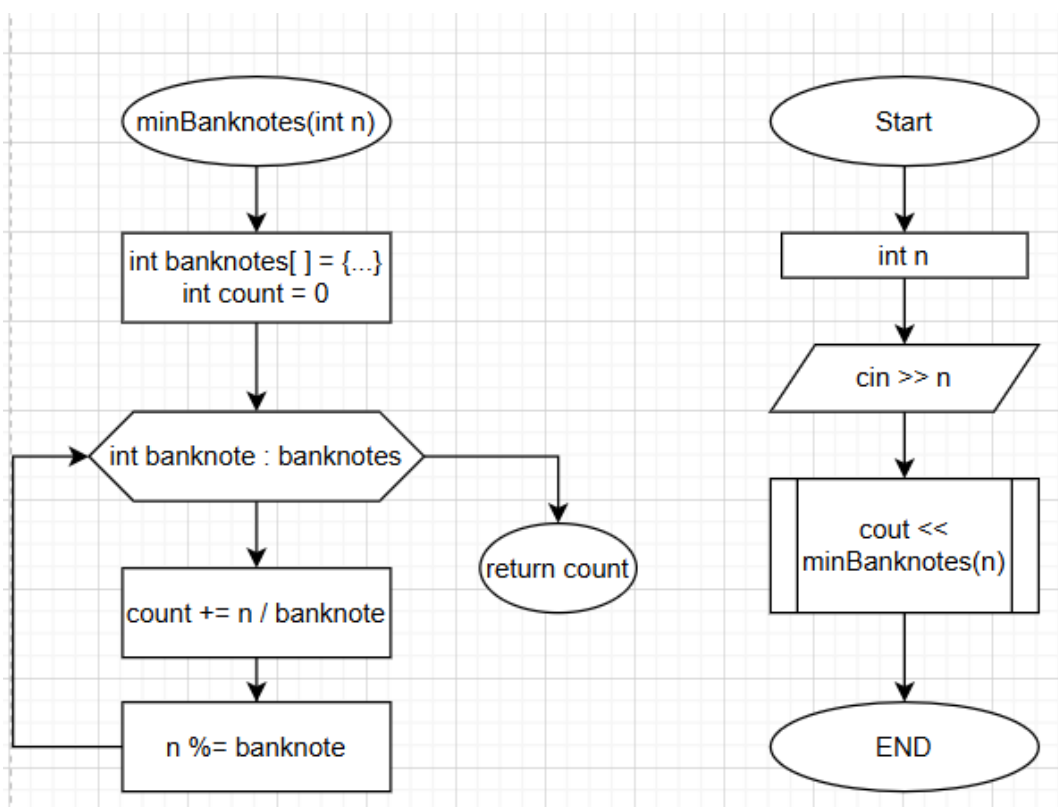 minBanknotes(int n)
int banknotes[ ] = {...}
int count = 0
int banknote : banknotes
return count
count += n / banknote
n %= banknote
Start
int n
cin >> n
cout <<
minBanknotes(n)
END